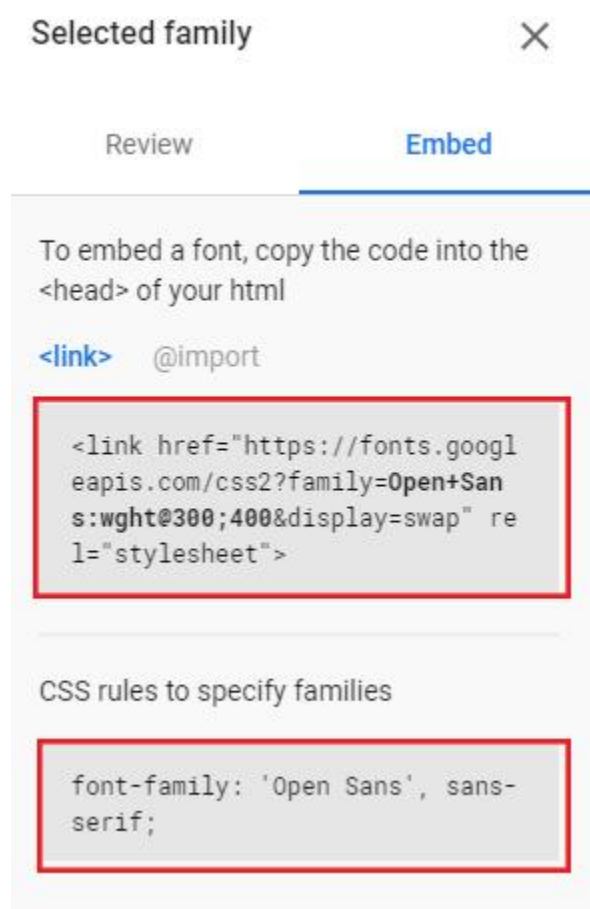 Selected family
Review Embed
To embed a font, copy the code into the
<head> of your html
<link> @import
<link href="https://fonts.googl
eapis.com/css2?family=Open+San
s:wght@300;400&display=swap" re
l="stylesheet">
CSS rules to specify families
font-family: 'Open Sans', sans-
serif;